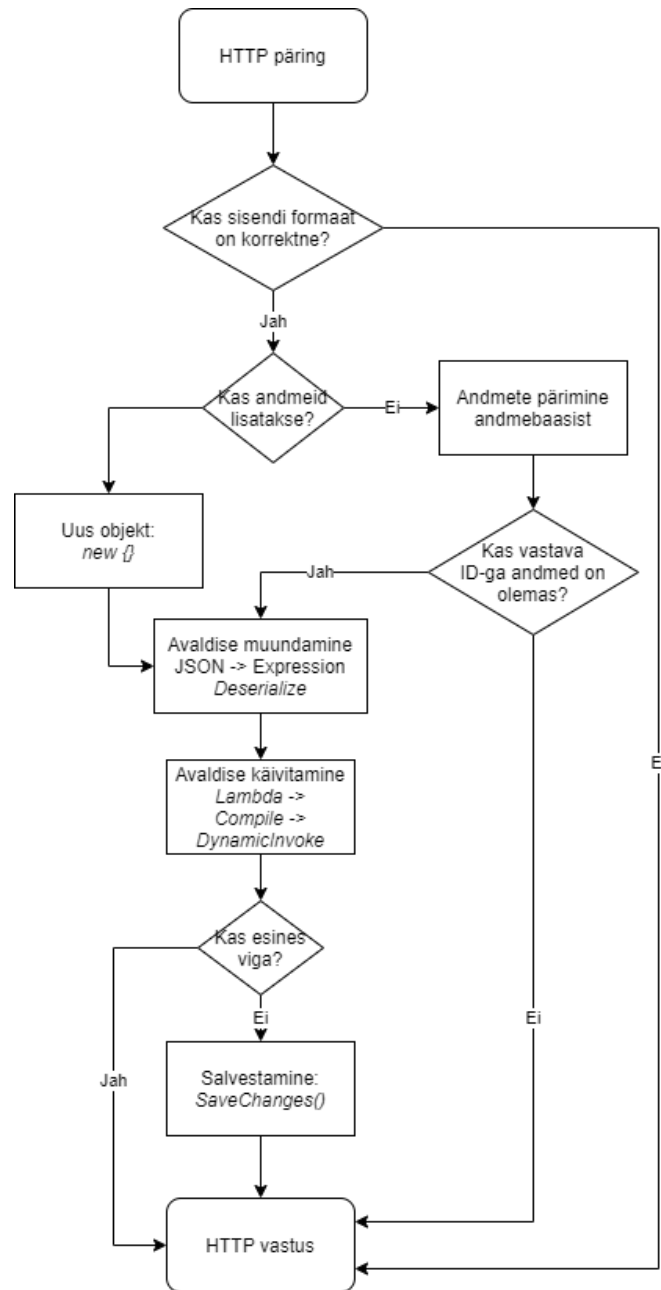 HTTP päring
Kas sisendi formaat
on korrektne?
Jah
Kas andmeid
lisatakse?
Ei
Andmete pärimine
andmebaasist
Uus objekt:
new {}
Kas vastava
ID-ga andmed on
olemas?
Jah
Avaldise muundamine
JSON -> Expression
Deserialize
Avaldise käivitamine
Lambda ->
Compile ->
DynamicInvoke
E
Kas esines
viga?
Ei
Ei
Jah
Salvestamine:
SaveChanges()
HTTP vastus